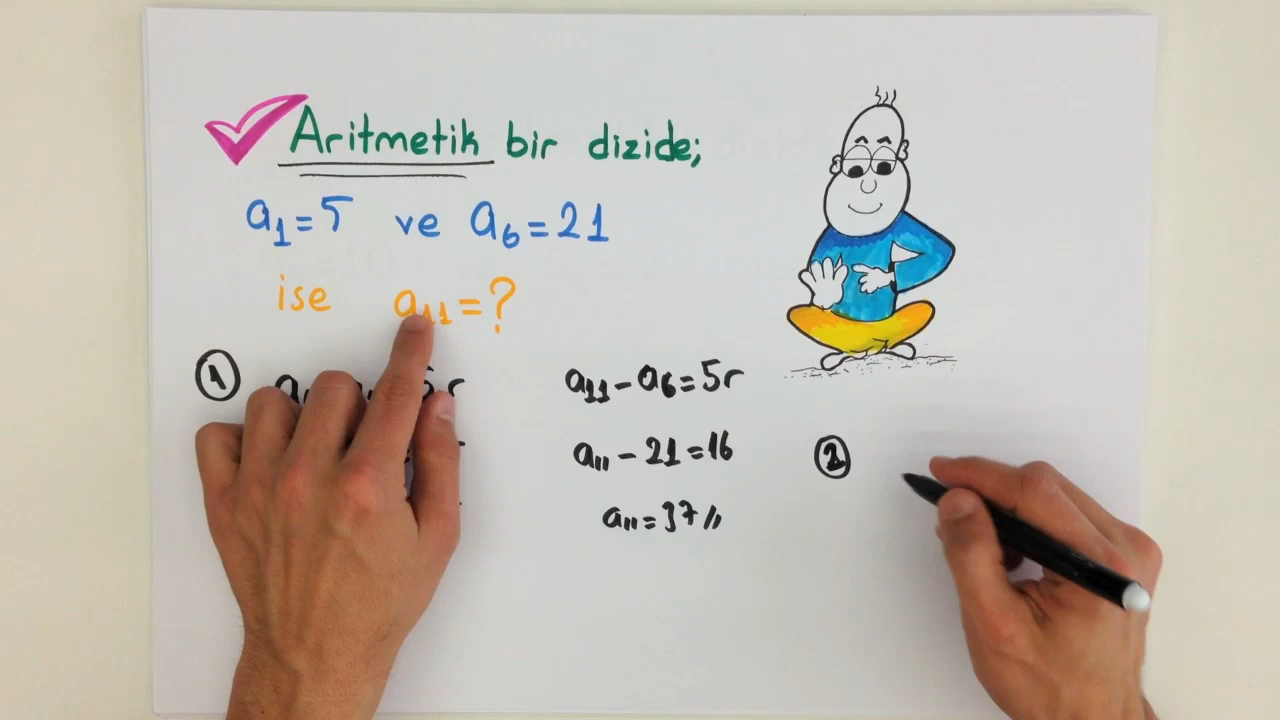 Aritmetik bir dizide;
a₁=5 ve a₆=21
ise a₁₁=?
①
a₁₁-a₆=5r
a₁₁-21=16
a₁₁=37//
②